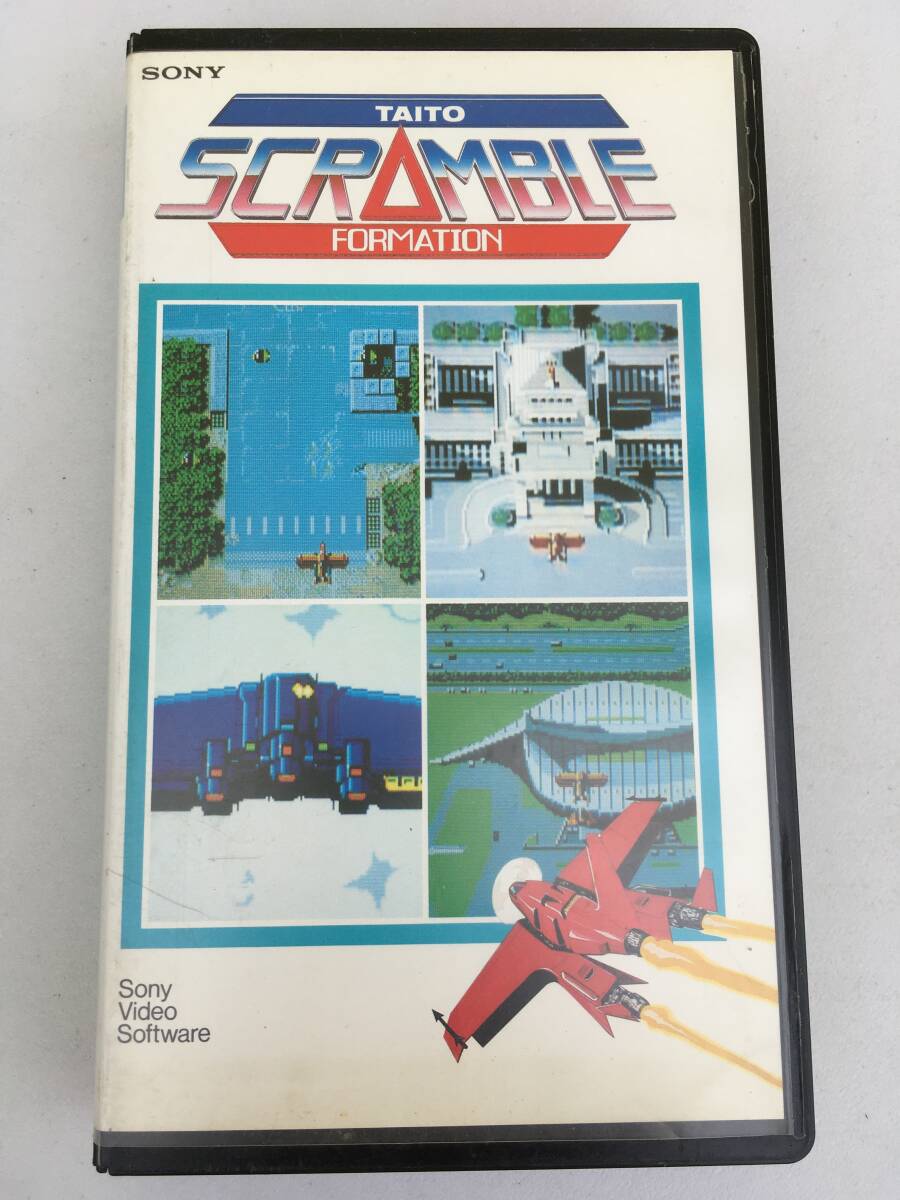 SONY
TAITO
SCRAMBLE
FORMATION
Sony
Video
Software